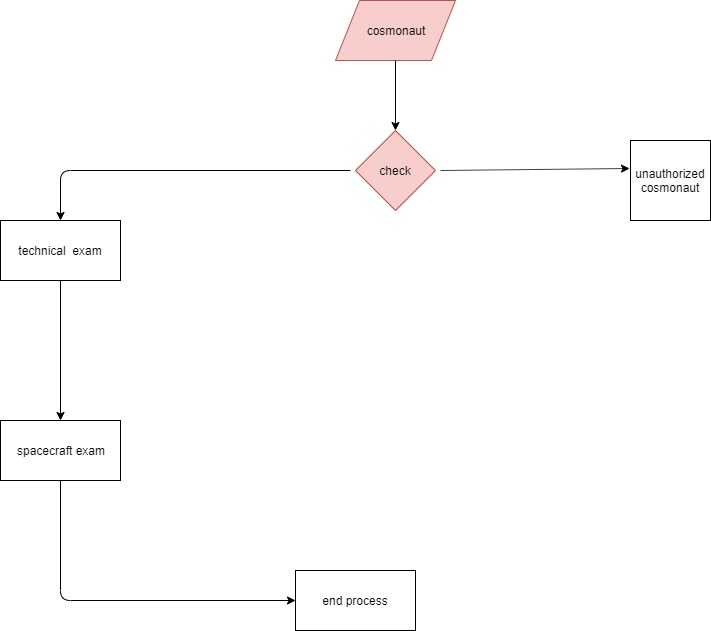 cosmonaut
check
unauthorized
cosmonaut
technical  exam
spacecraft exam
end process